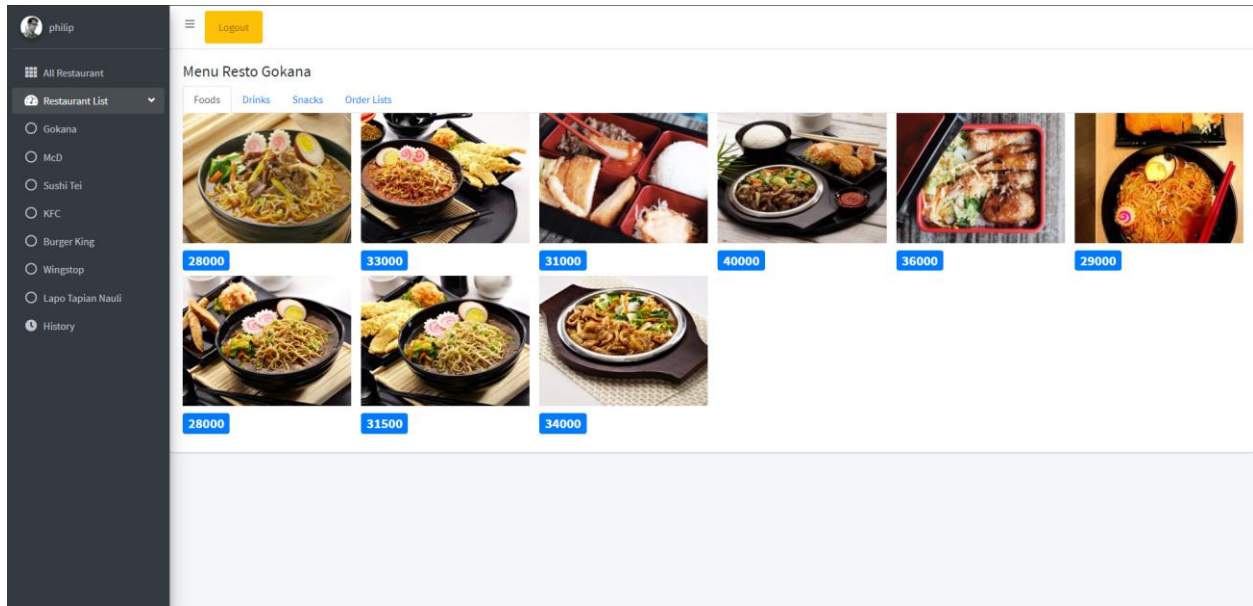 philip
Logout
All Restaurant
Restaurant List
Gokana
McD
Sushi Tei
KFC
Burger King
Wingstop
Lapo Tapian Nauli
History
Menu Resto Gokana
Foods Drinks Snacks Order Lists
28000 33000 31000 40000 36000 29000
28000 31500 34000